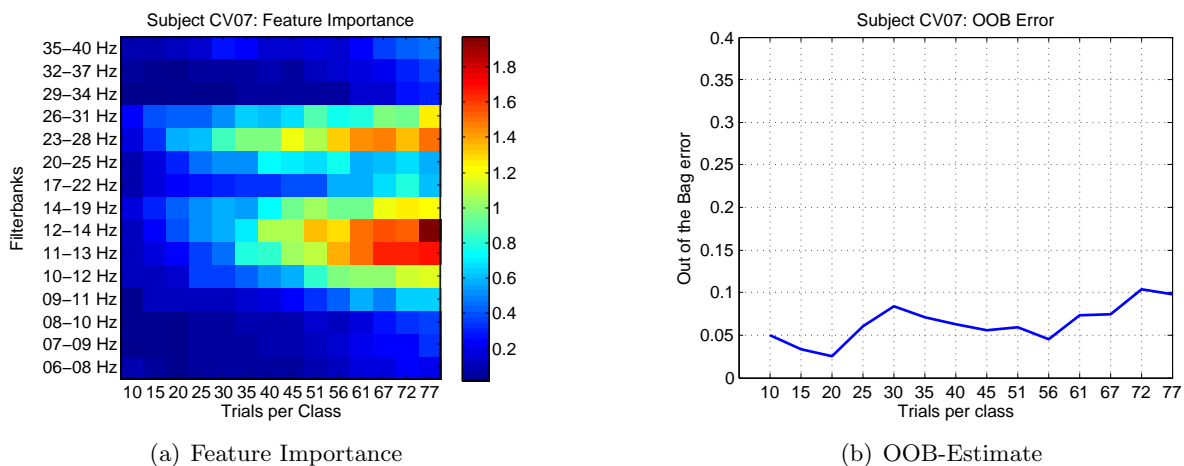 Subject CV07: Feature Importance
Filterbanks
35–40 Hz
32–37 Hz
29–34 Hz
26–31 Hz
23–28 Hz
20–25 Hz
17–22 Hz
14–19 Hz
12–14 Hz
11–13 Hz
10–12 Hz
09–11 Hz
08–10 Hz
07–09 Hz
06–08 Hz
10 15 20 25 30 35 40 45 51 56 61 67 72 77
Trials per Class
1.8
1.6
1.4
1.2
1
0.8
0.6
0.4
0.2
(a) Feature Importance
Subject CV07: OOB Error
Out of the Bag error
0.4
0.35
0.3
0.25
0.2
0.15
0.1
0.05
0
10 15 20 25 30 35 40 45 51 56 61 67 72 77
Trials per class
(b) OOB-Estimate